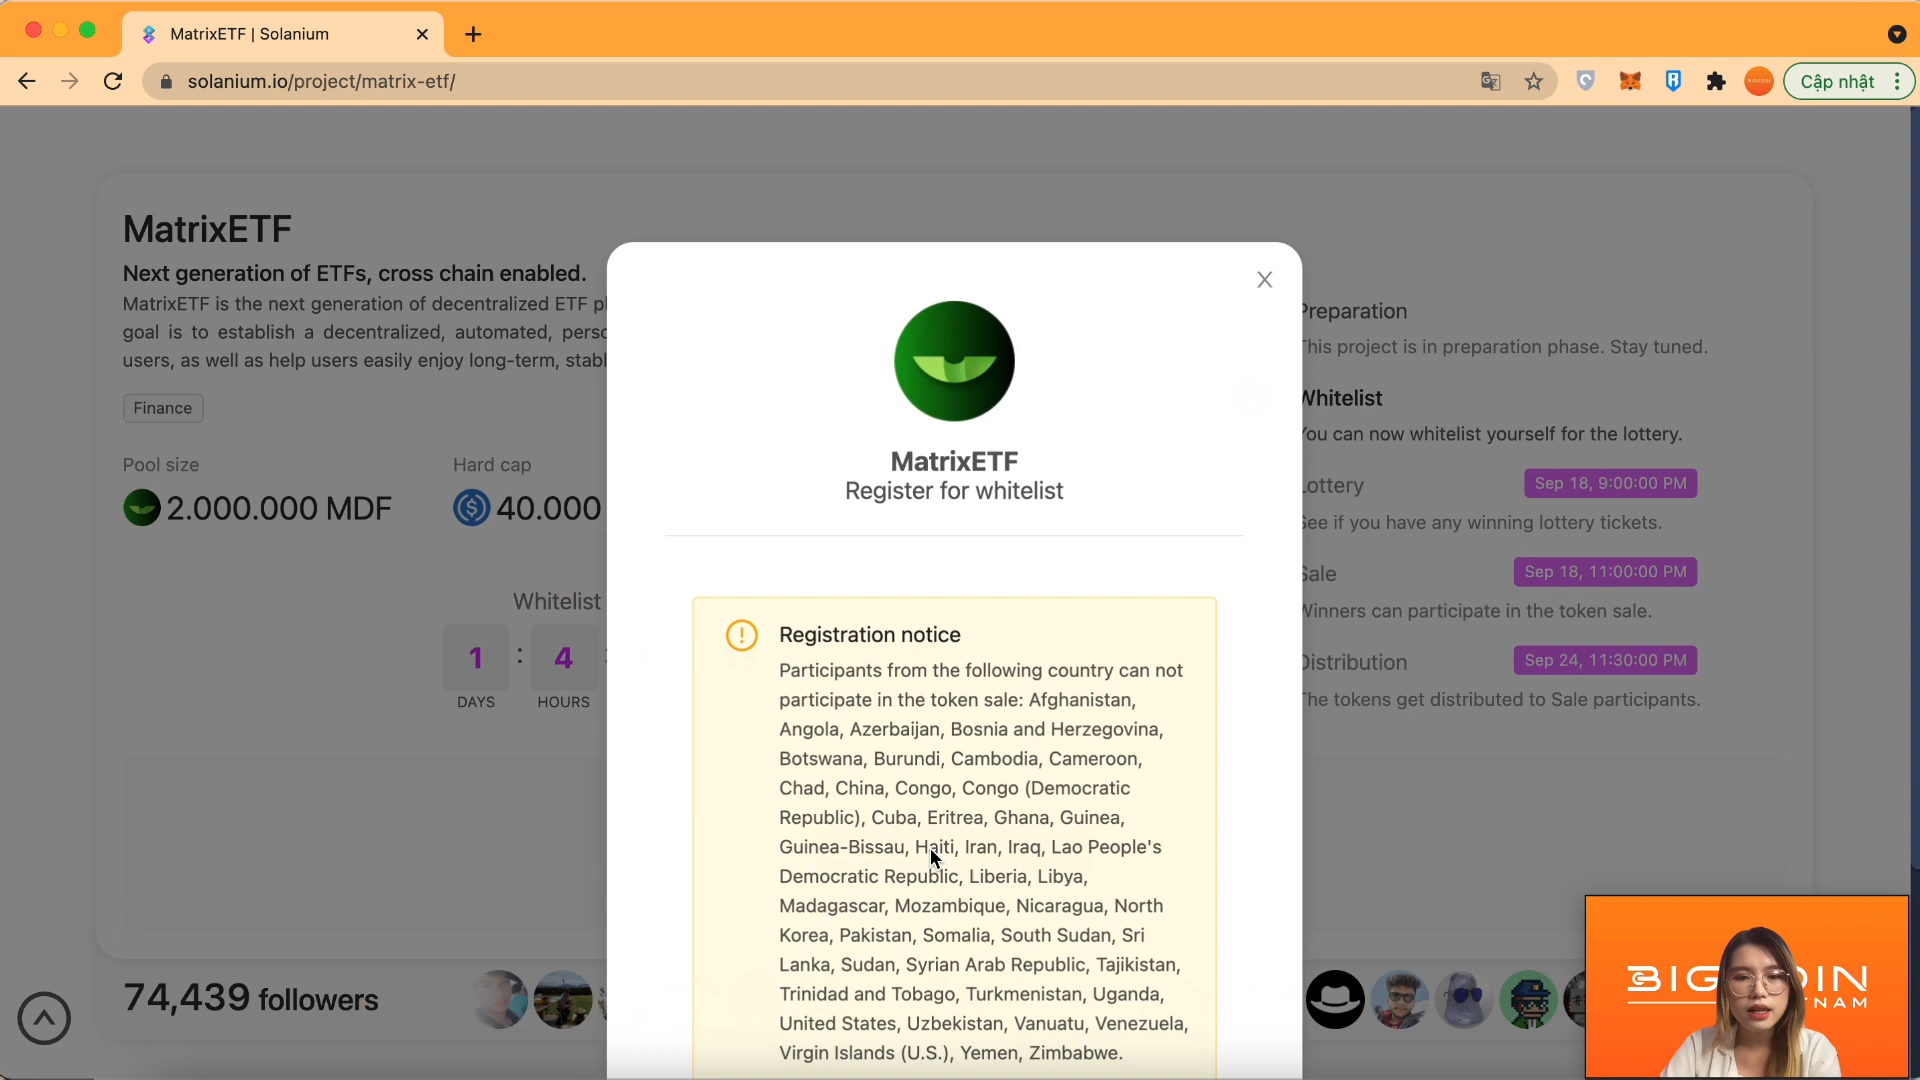 MatrixETF | Solanium
solanium.io/project/matrix-etf/
Cập nhật
MatrixETF
Next generation of ETFs, cross chain enabled.
MatrixETF is the next generation of decentralized ETF pl
goal is to establish a decentralized, automated, perso
users, as well as help users easily enjoy long-term, stabl
Finance
Pool size
2.000.000 MDF
Hard cap
40.000
Whitelist
1 : 4 :
DAYS HOURS
74,439 followers
MatrixETF
Register for whitelist
Registration notice
Participants from the following country can not
participate in the token sale: Afghanistan,
Angola, Azerbaijan, Bosnia and Herzegovina,
Botswana, Burundi, Cambodia, Cameroon,
Chad, China, Congo, Congo (Democratic
Republic), Cuba, Eritrea, Ghana, Guinea,
Guinea-Bissau, Haiti, Iran, Iraq, Lao People's
Democratic Republic, Liberia, Libya,
Madagascar, Mozambique, Nicaragua, North
Korea, Pakistan, Somalia, South Sudan, Sri
Lanka, Sudan, Syrian Arab Republic, Tajikistan,
Trinidad and Tobago, Turkmenistan, Uganda,
United States, Uzbekistan, Vanuatu, Venezuela,
Virgin Islands (U.S.), Yemen, Zimbabwe.
Preparation
This project is in preparation phase. Stay tuned.
Whitelist
You can now whitelist yourself for the lottery.
Lottery
Sep 18, 9:00:00 PM
See if you have any winning lottery tickets.
Sale
Sep 18, 11:00:00 PM
Winners can participate in the token sale.
Distribution
Sep 24, 11:30:00 PM
The tokens get distributed to Sale participants.